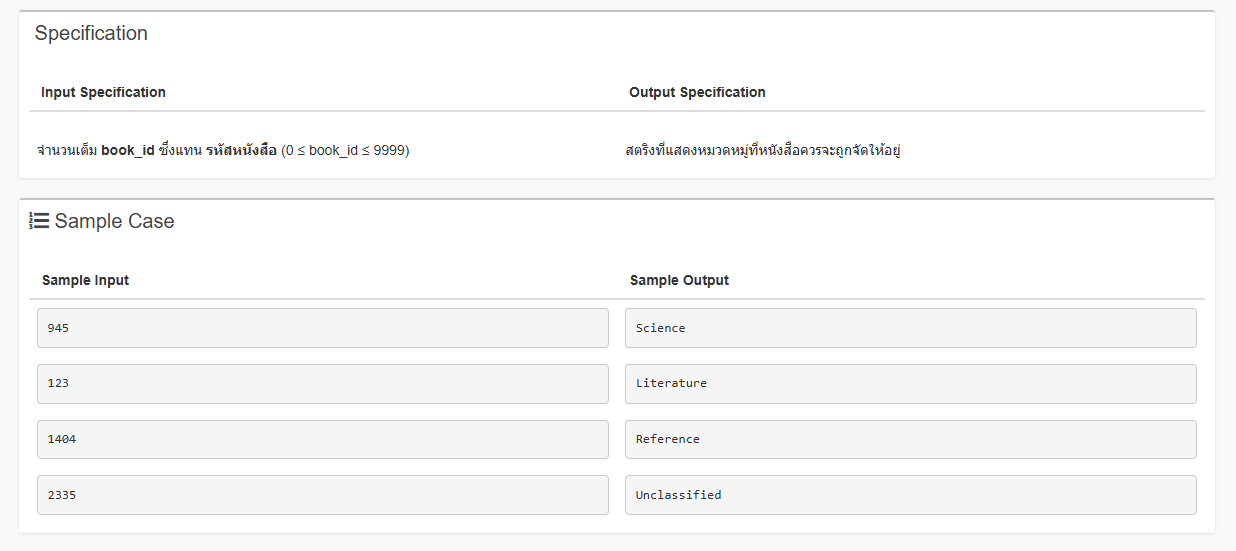 Specification
Input Specification
Output Specification
จำนวนเต็ม book_id ซึ่งแทน รหัสหนังสือ (0 ≤ book_id ≤ 9999)
สตริงที่แสดงหมวดหมู่ที่หนังสือควรจะถูกจัดให้อยู่
Sample Case
Sample Input
Sample Output
945
Science
123
Literature
1404
Reference
2335
Unclassified